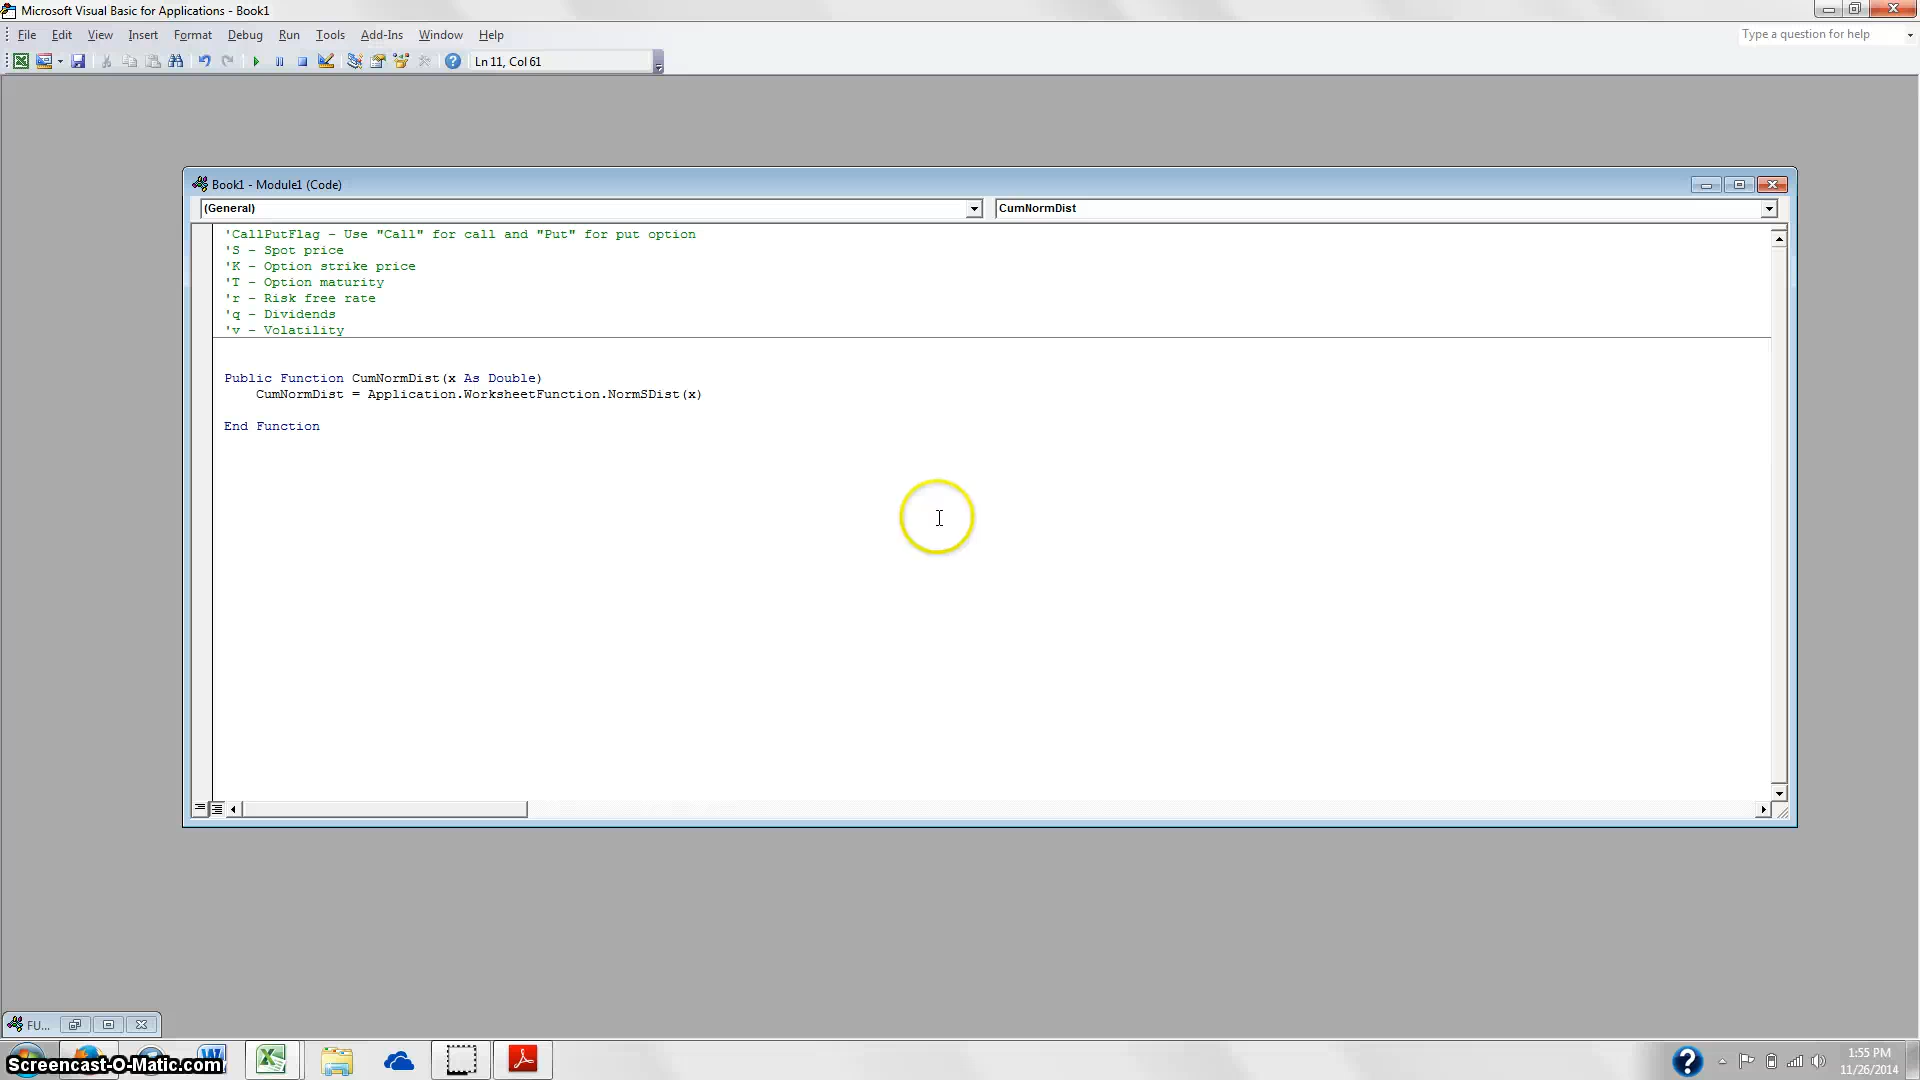 Microsoft Visual Basic for Applications - Book1
File Edit View Insert Format Debug Run Tools Add-Ins Window Help
Type a question for help
Ln 11, Col 61
Book1 - Module1 (Code)
(General)
CumNormDist
'CallPutFlag - Use "Call" for call and "Put" for put option
'S - Spot price
'K - Option strike price
'T - Option maturity
'r - Risk free rate
'q - Dividends
'v - Volatility
Public Function CumNormDist(x As Double)
CumNormDist = Application.WorksheetFunction.NormSDist(x)
End Function
FU...
Screencast-O-Matic.com
1:55 PM
11/26/2014